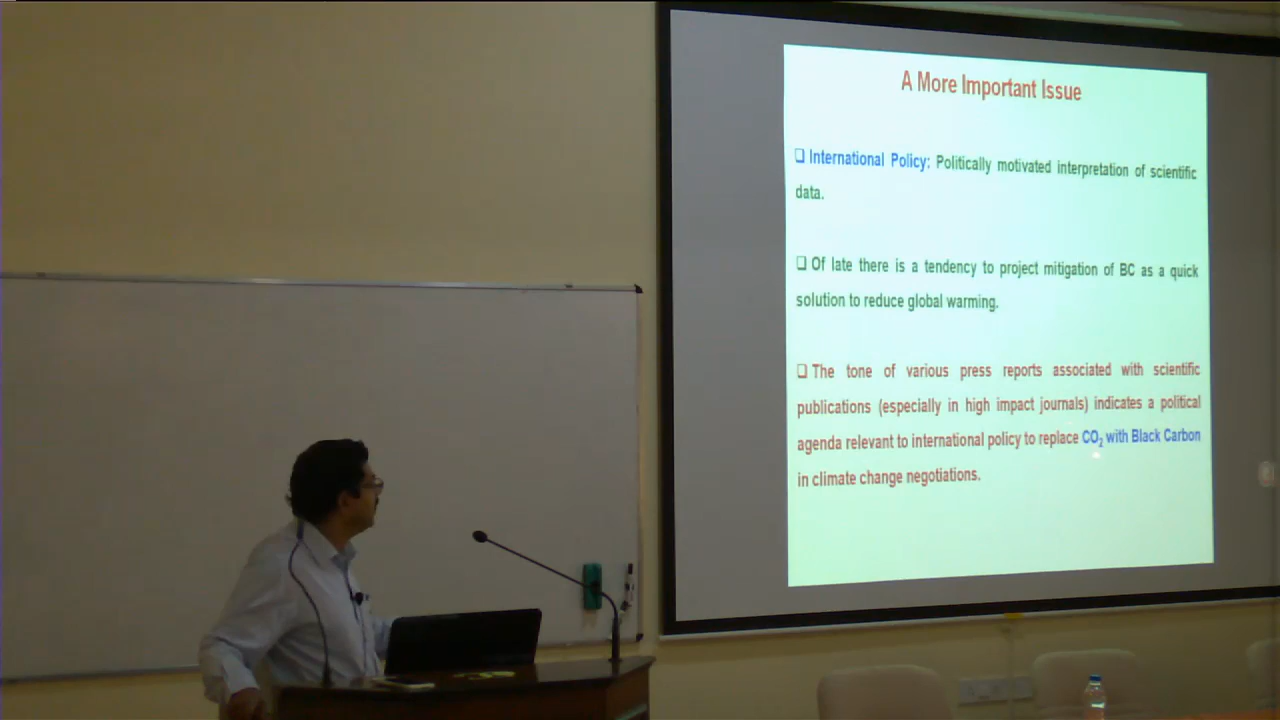 A More Important Issue
❑ International Policy: Politically motivated interpretation of scientific
data.
❑ Of late there is a tendency to project mitigation of BC as a quick
solution to reduce global warming.
❑ The tone of various press reports associated with scientific
publications (especially in high impact journals) indicates a political
agenda relevant to international policy to replace CO₂ with Black Carbon
in climate change negotiations.